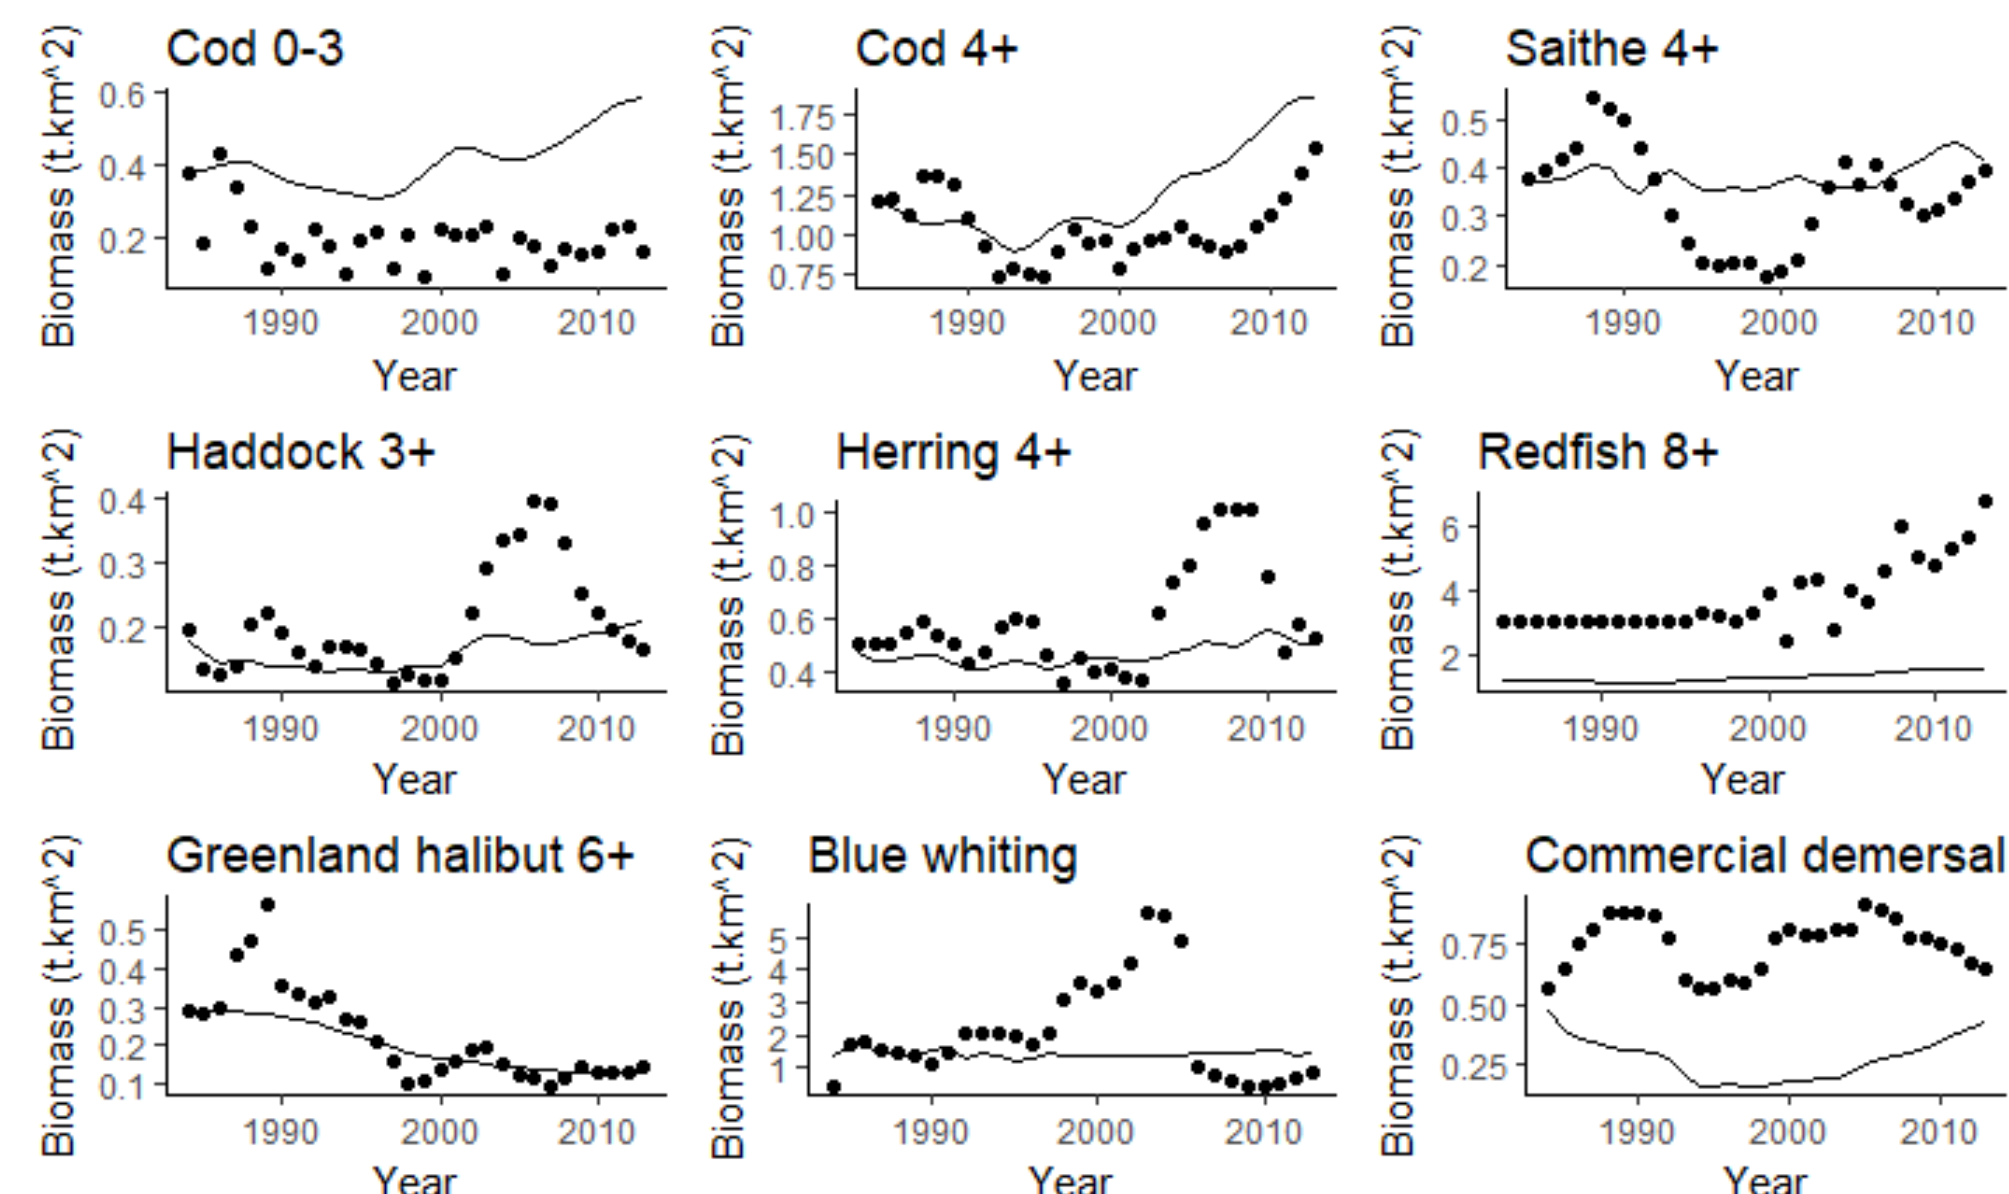 Cod 0-3
Biomass (t.km^2)
0.6
0.4
0.2
1990 2000 2010
Year
Cod 4+
Biomass (t.km^2)
1.75
1.50
1.25
1.00
0.75
1990 2000 2010
Year
Saithe 4+
Biomass (t.km^2)
0.5
0.4
0.3
0.2
1990 2000 2010
Year
Haddock 3+
Biomass (t.km^2)
0.4
0.3
0.2
1990 2000 2010
Year
Herring 4+
Biomass (t.km^2)
1.0
0.8
0.6
0.4
1990 2000 2010
Year
Redfish 8+
Biomass (t.km^2)
6
4
2
1990 2000 2010
Year
Greenland halibut 6+
Biomass (t.km^2)
0.5
0.4
0.3
0.2
0.1
1990 2000 2010
Year
Blue whiting
Biomass (t.km^2)
5
4
3
2
1
1990 2000 2010
Year
Commercial demersal
Biomass (t.km^2)
0.75
0.50
0.25
1990 2000 2010
Year